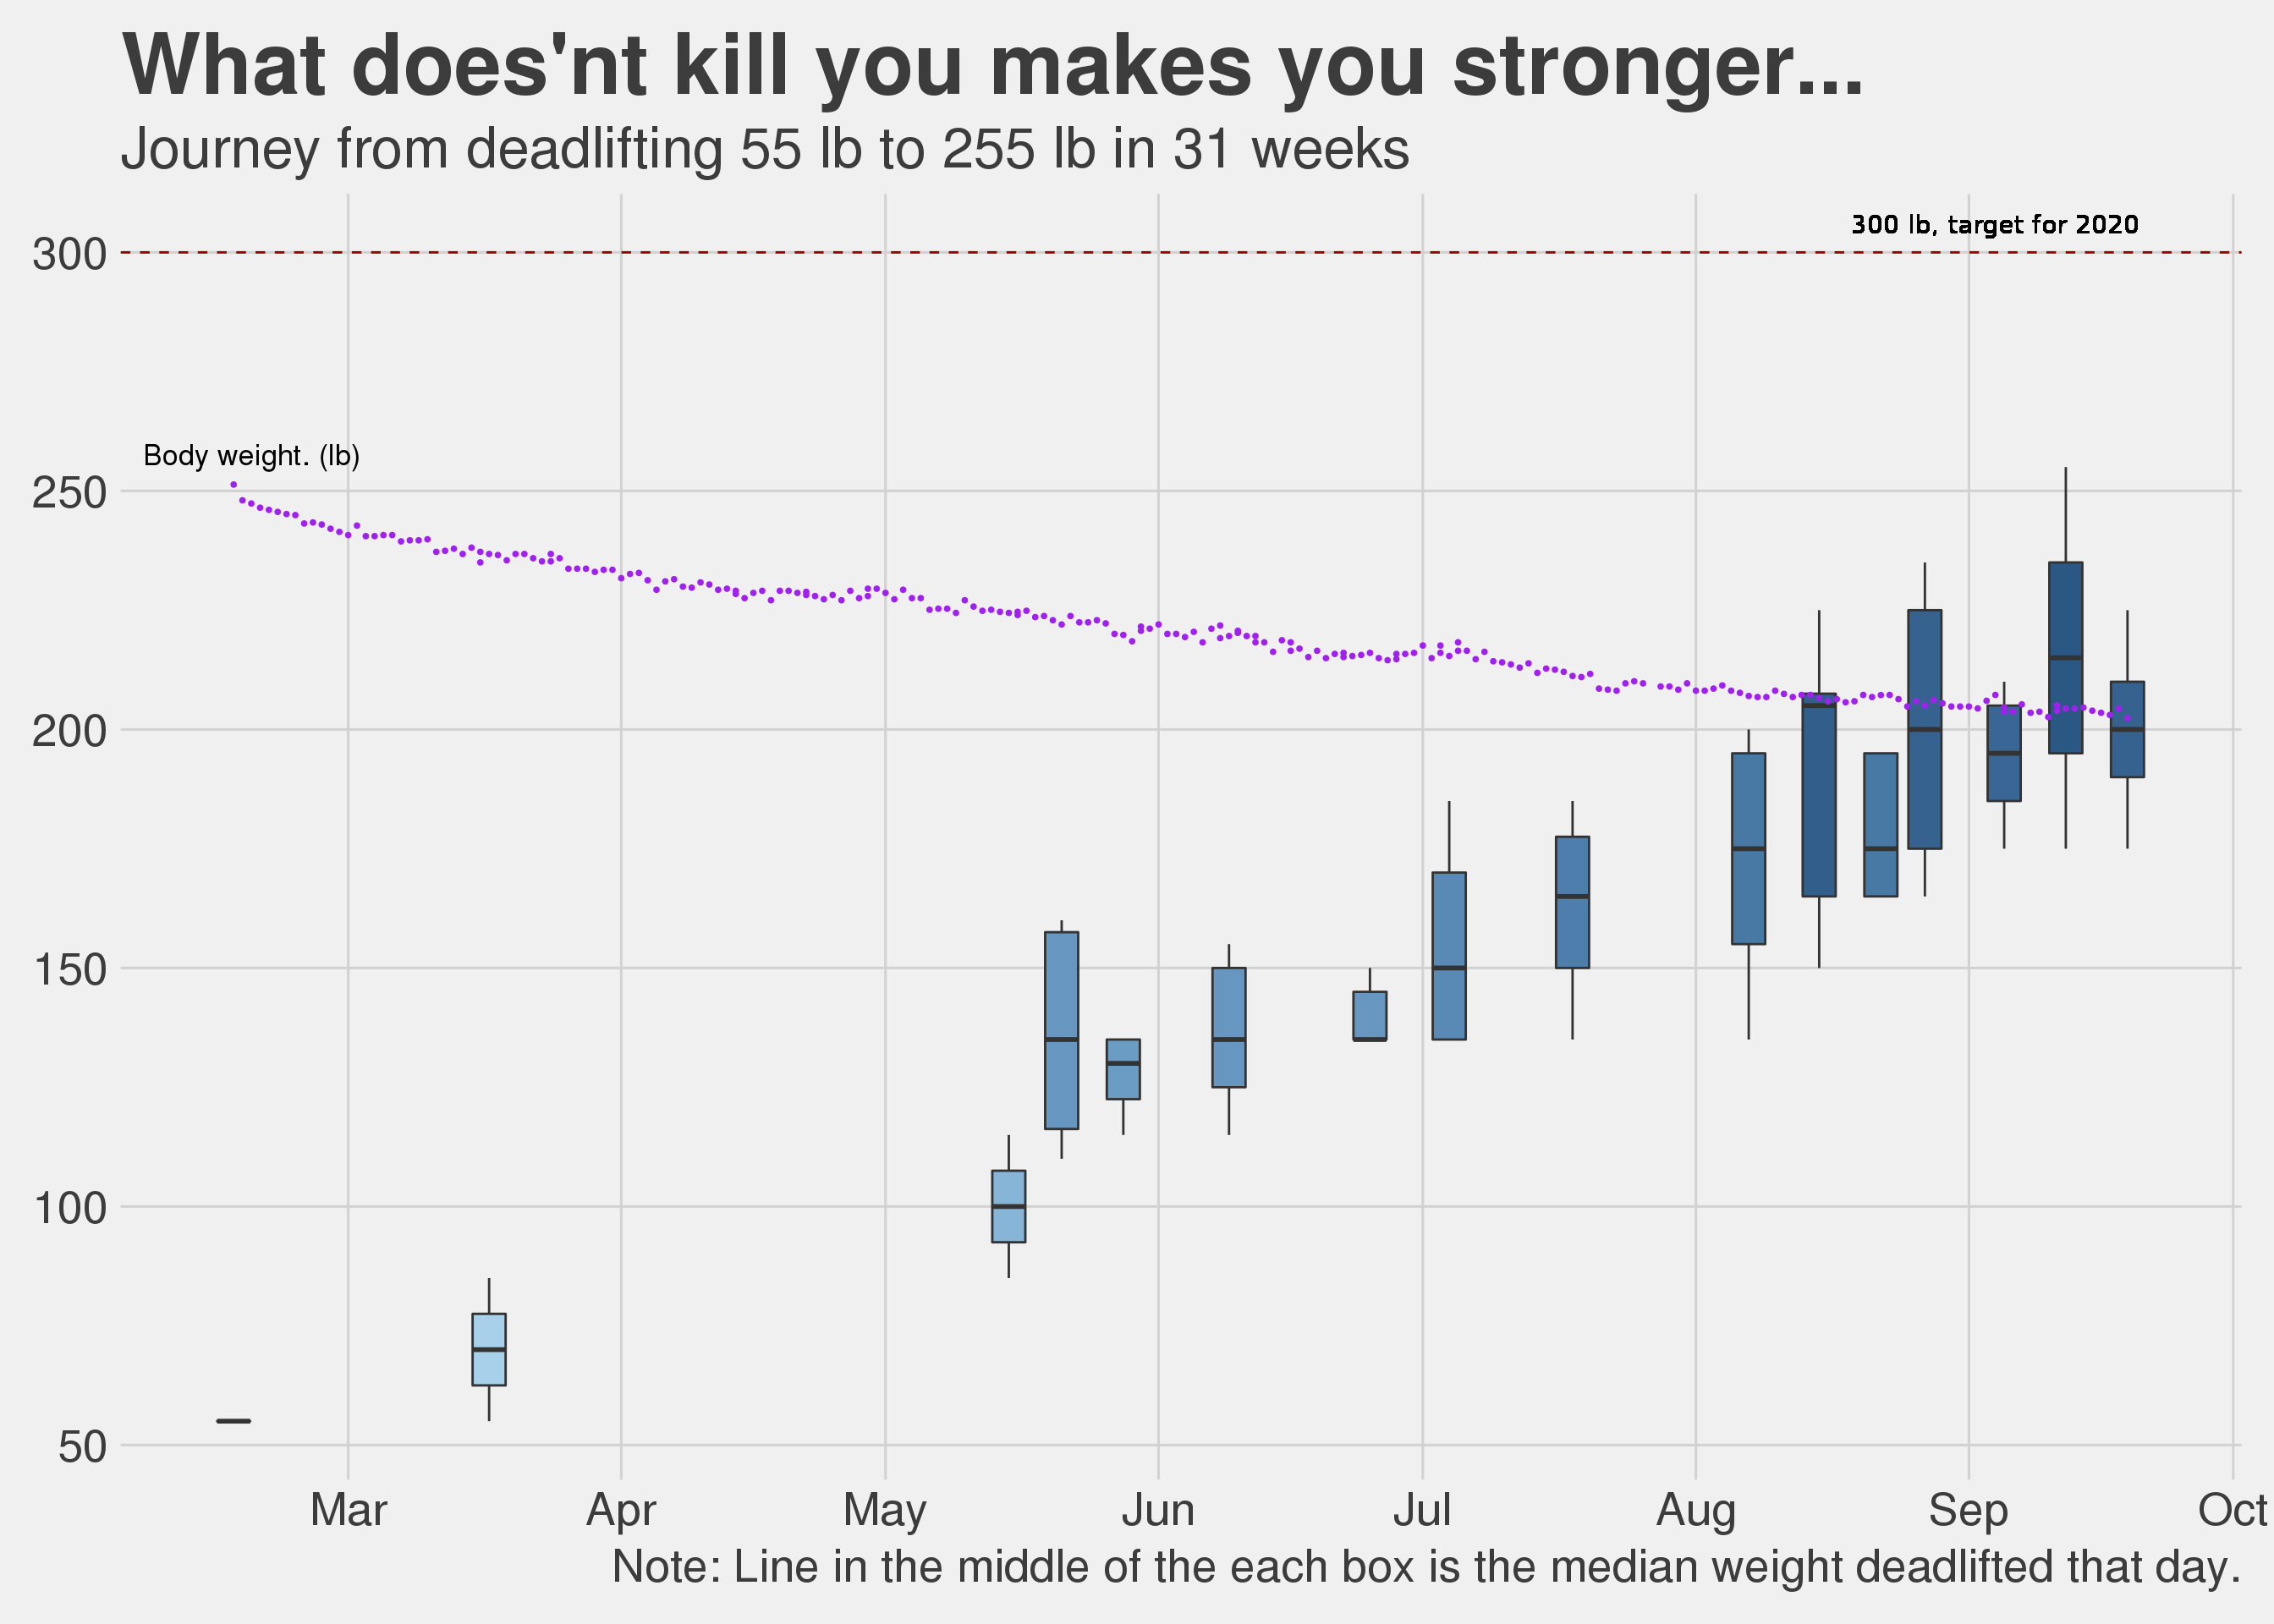 What does'nt kill you makes you stronger...
Journey from deadlifting 55 lb to 255 lb in 31 weeks
300 lb, target for 2020
300
Body weight. (lb)
250
200
150
100
50
Mar Apr May Jun Jul Aug Sep Oct
Note: Line in the middle of the each box is the median weight deadlifted that day.